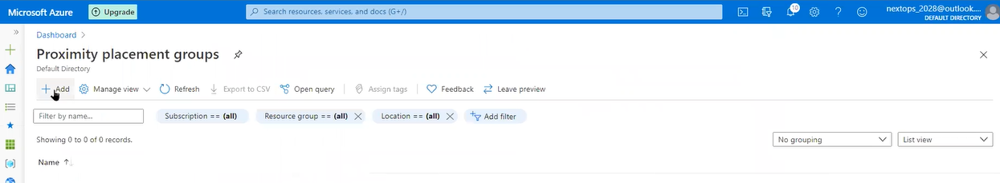 Microsoft Azure Upgrade Search resources, services, and docs (G+/) 10 nextops_2028@outlook....
DEFAULT DIRECTORY
Dashboard
Proximity placement groups
Default Directory
Add Manage view Refresh Export to CSV Open query Assign tags Feedback Leave preview
Filter by name... Subscription == (all) Resource group == (all) Location == (all) Add filter
Showing 0 to 0 of 0 records. No grouping List view
Name